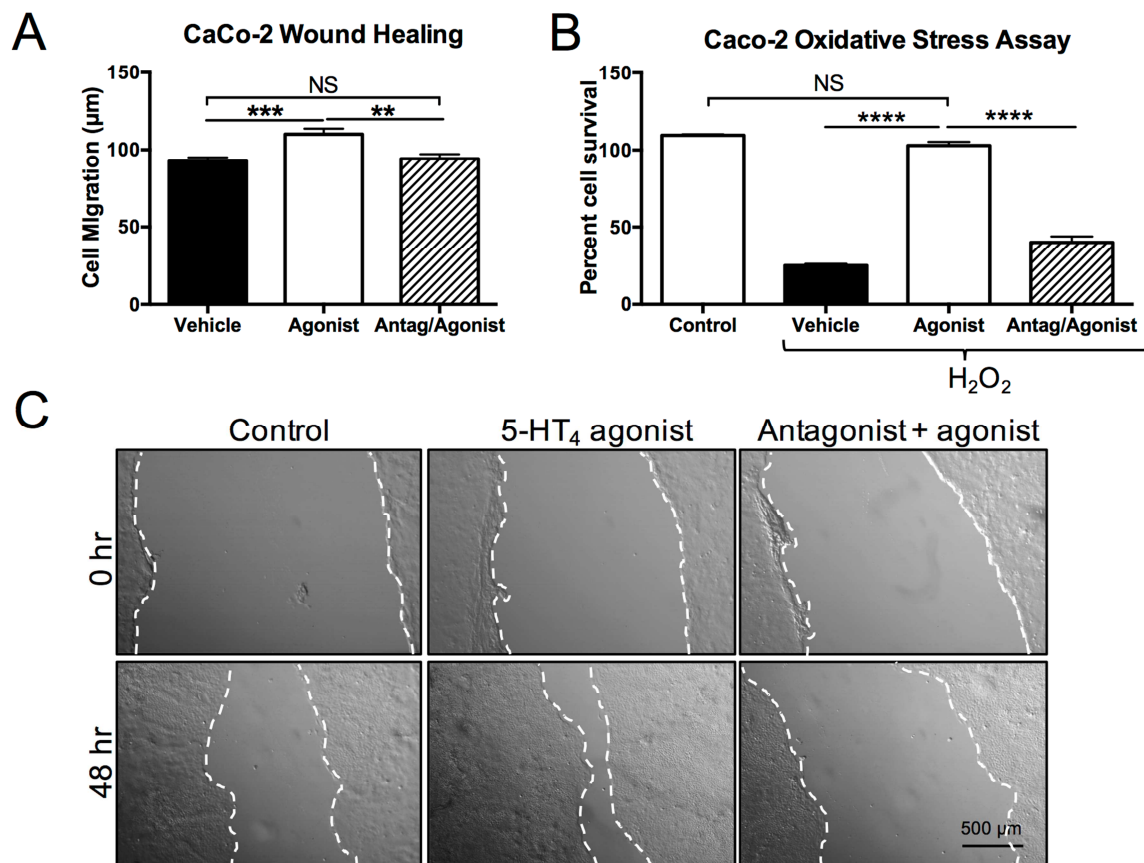 A
CaCo-2 Wound Healing
Cell MIgration (µm)
150
100
50
0
NS
***
**
Vehicle
Agonist
Antag/Agonist
B
Caco-2 Oxidative Stress Assay
Percent cell survival
150
100
50
0
NS
****
****
Control
Vehicle
Agonist
Antag/Agonist
H₂O₂
C
Control
5-HT₄ agonist
Antagonist + agonist
0 hr
48 hr
500 µm